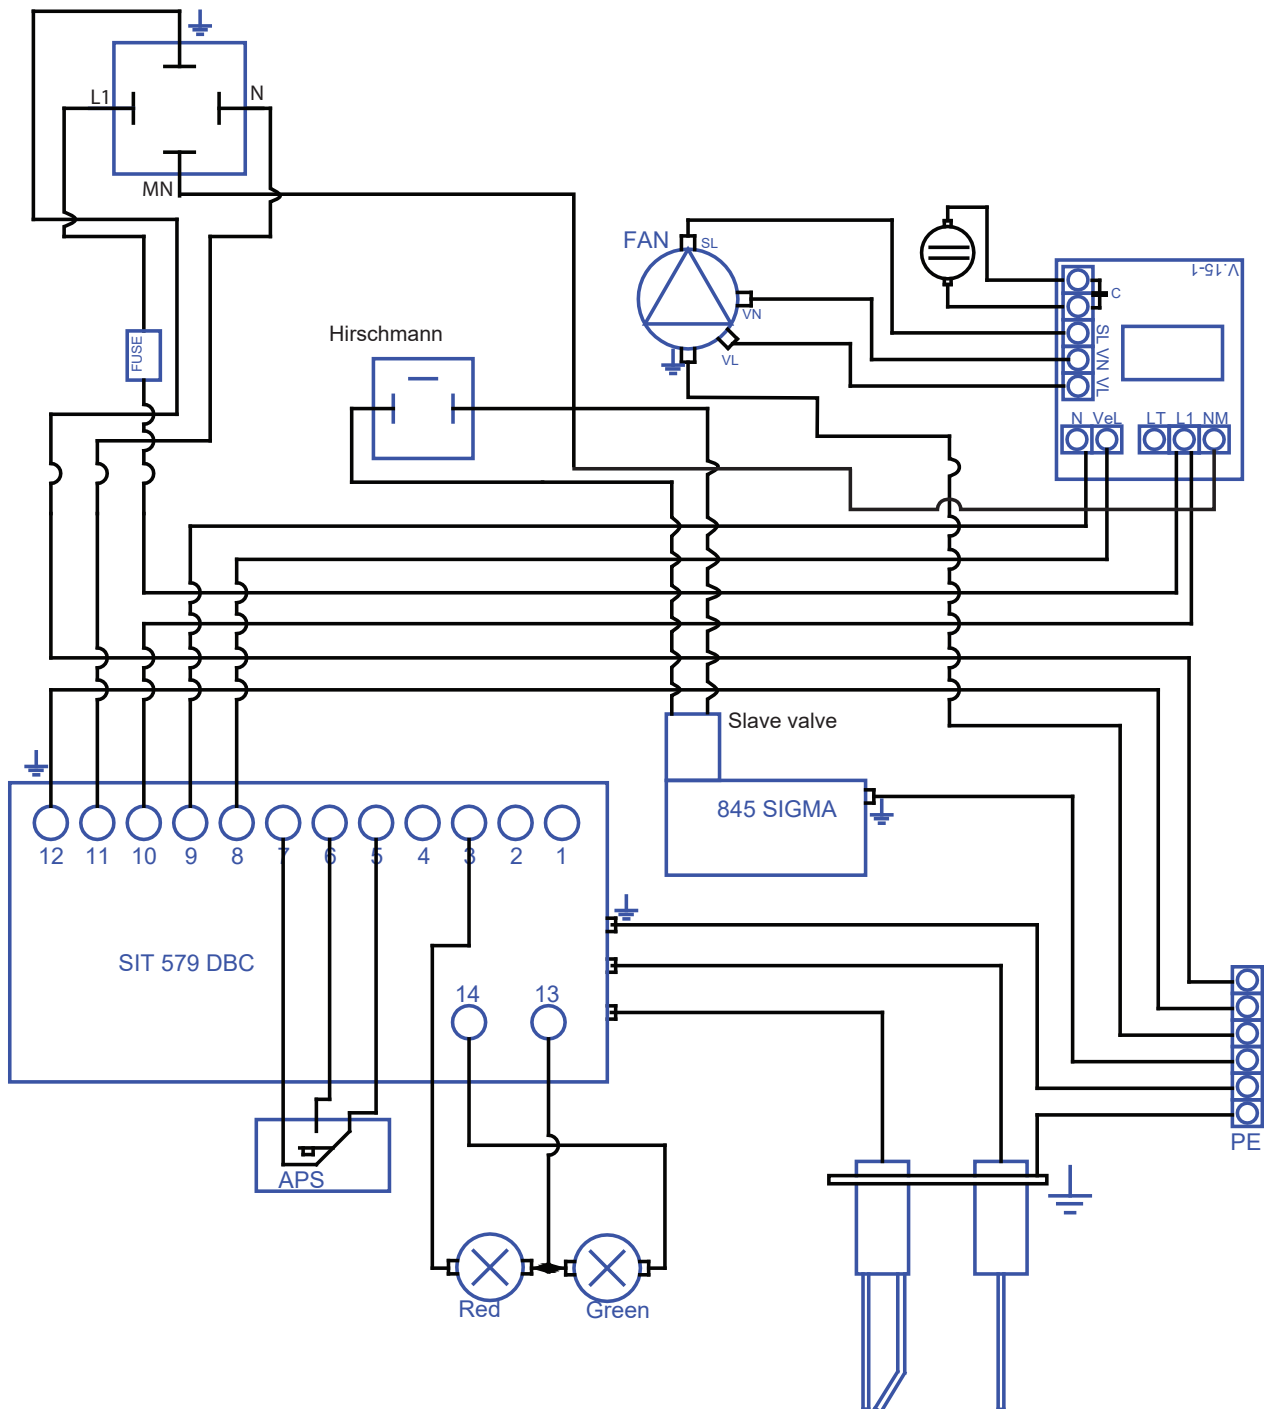 L1
N
MN
FUSE
Hirschmann
FAN
SL
VN
VL
V.15-1
C
SL VN VL
N VeL LT L1 NM
Slave valve
845 SIGMA
12 11 10 9 8 7 6 5 4 3 2 1
SIT 579 DBC
14 13
APS
Red
Green
PE